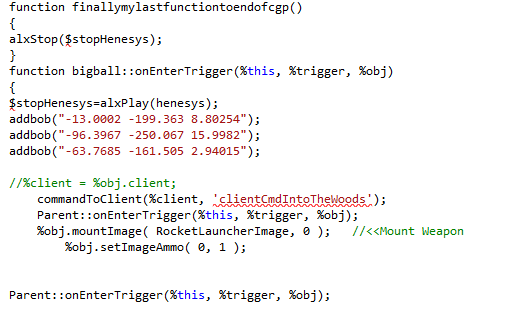 function finallymylastfunctiontoendofcgp()
{
alxStop($stopHenesys);
}
function bigball::onEnterTrigger(%this, %trigger, %obj)
{
$stopHenesys=alxPlay(henesys);
addbob("-13.0002 -199.363 8.80254");
addbob("-96.3967 -250.067 15.9982");
addbob("-63.7685 -161.505 2.94015");
//%client = %obj.client;
commandToClient(%client, 'clientCmdIntoTheWoods');
Parent::onEnterTrigger(%this, %trigger, %obj);
%obj.mountImage( RocketLauncherImage, 0 );   //<<Mount Weapon
%obj.setImageAmmo( 0, 1 );
Parent::onEnterTrigger(%this, %trigger, %obj);